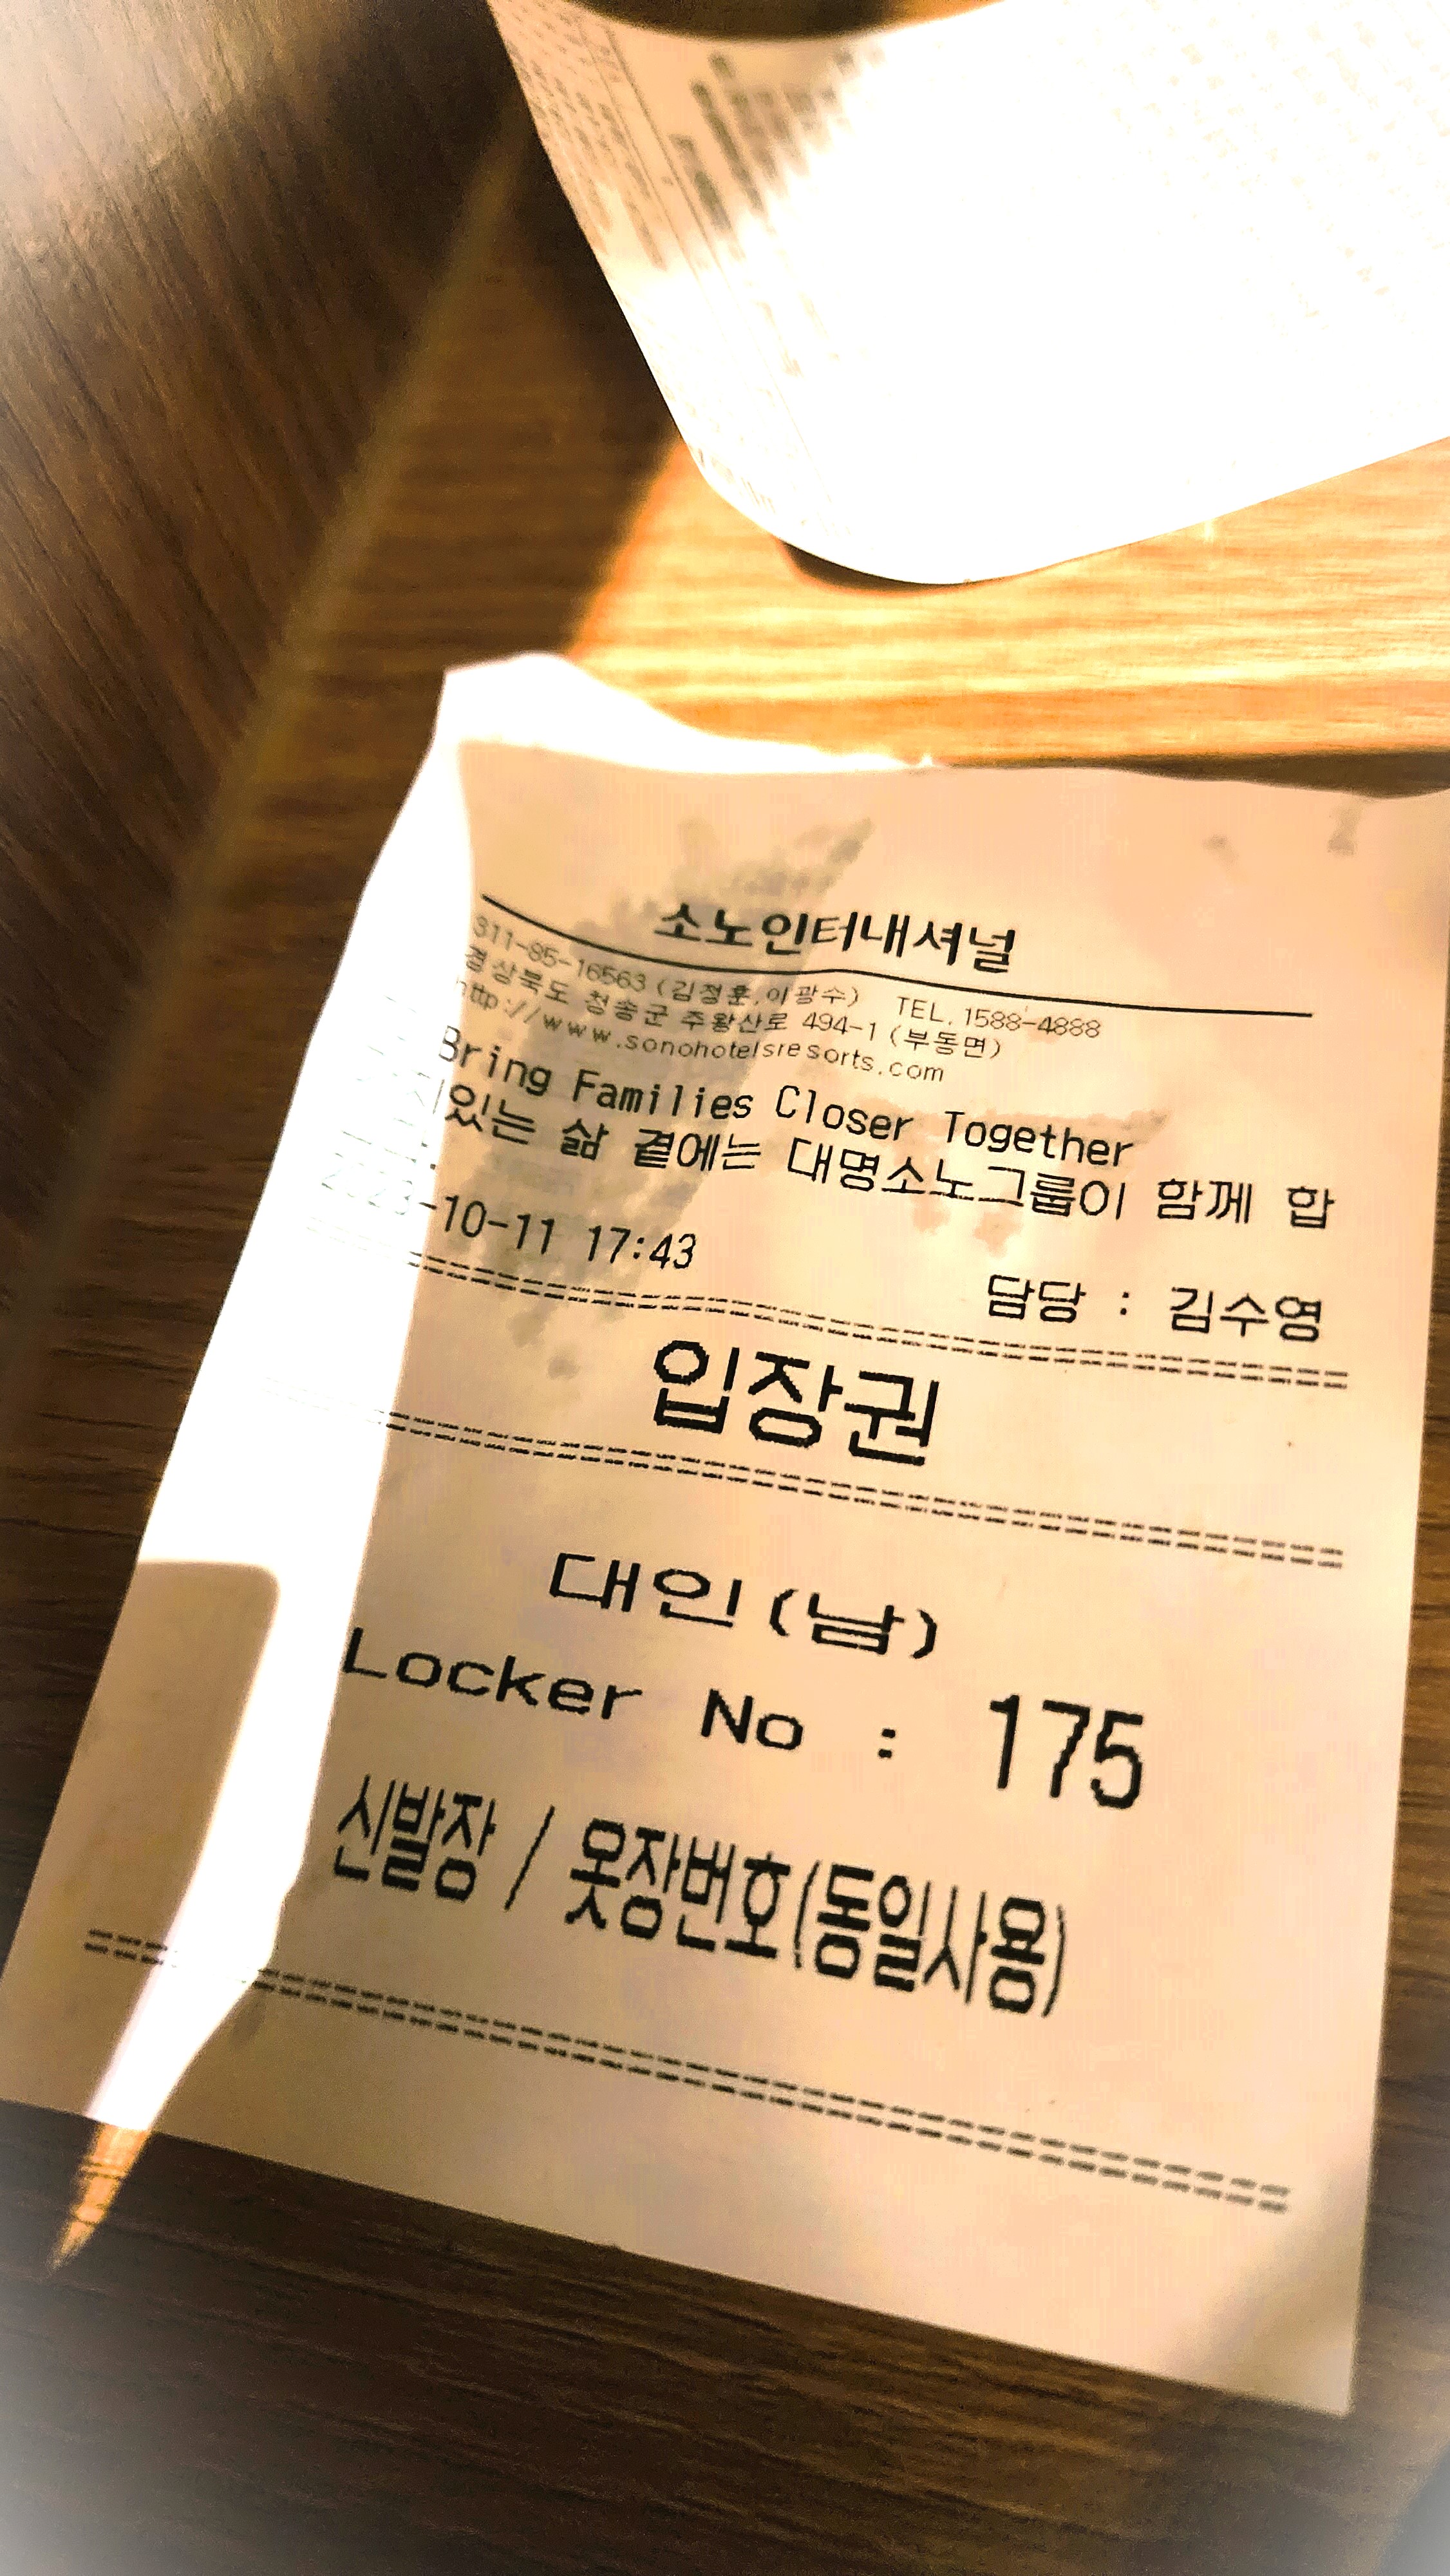 소노인터내셔널
311-85-16563 (김정훈,이광수) TEL.1588-4888
경상북도 청송군 주왕산로 494-1 (부동면)
http://www.sonohotelsresorts.com
Bring Families Closer Together
삶 곁에는 대명소노그룹이 함께 합
-10-11 17:43
담당 : 김수영
입장권
대인(남)
Locker No : 175
신발장 / 옷장번호(동일사용)